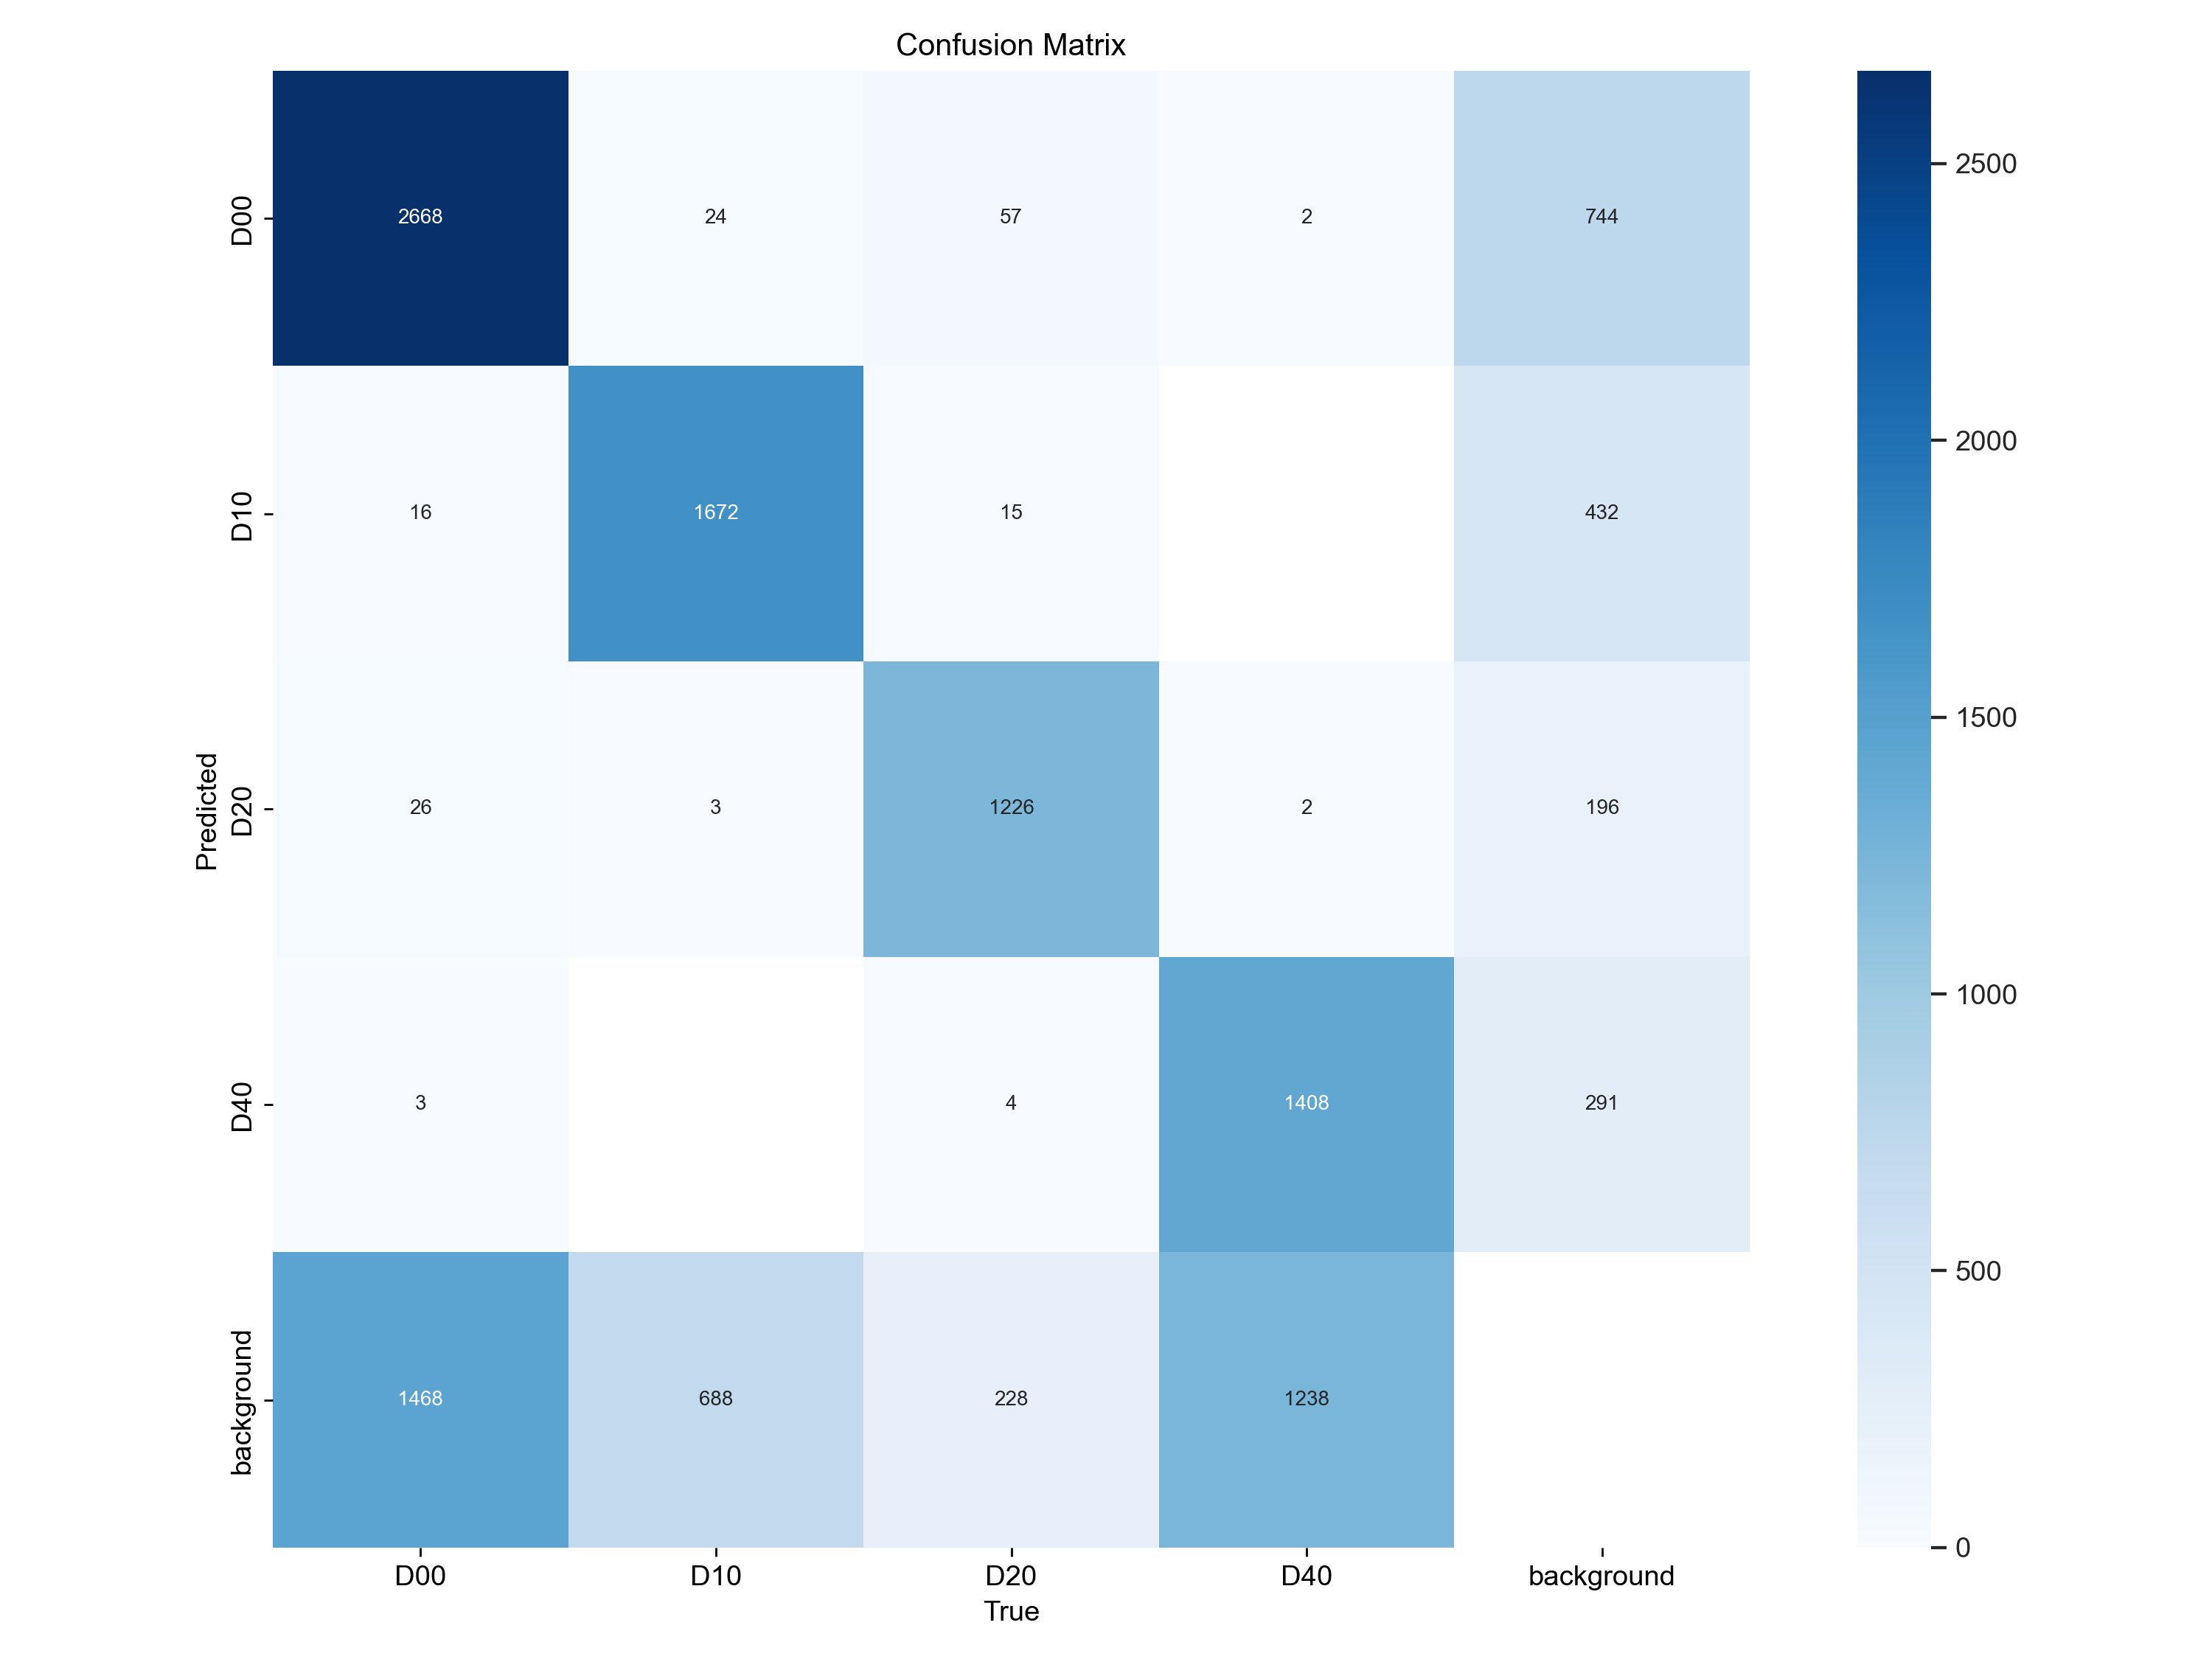 Confusion Matrix
D00 2668 24 57 2 744
D10 16 1672 15 432
D20 26 3 1226 2 196
D40 3 4 1408 291
background 1468 688 228 1238
D00 D10 D20 D40 background
True
Predicted
2500
2000
1500
1000
500
0